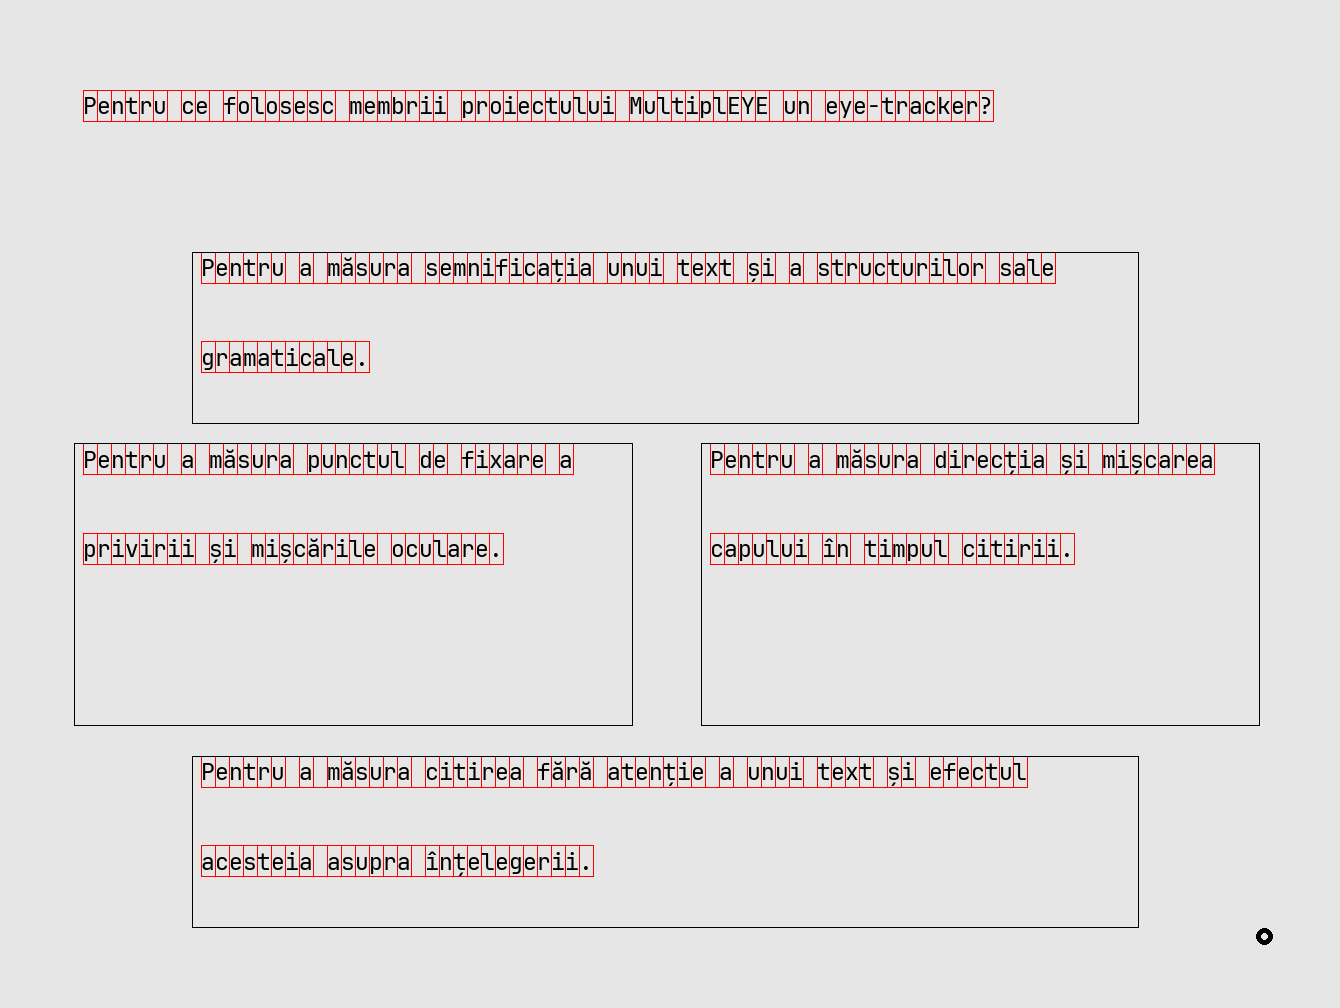 Pentru ce folosesc membrii proiectului MultiplEYE un eye-tracker?
Pentru a măsura semnificația unui text și a structurilor sale
gramaticale.
Pentru a măsura punctul de fixare a
privirii și mișcările oculare.
Pentru a măsura direcția și mișcarea
capului în timpul citirii.
Pentru a măsura citirea fără atenție a unui text și efectul
acesteia asupra înțelegerii.